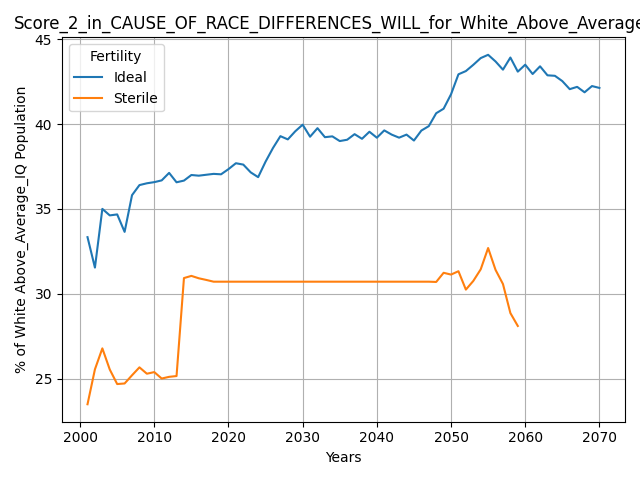 Score_2_in_CAUSE_OF_RACE_DIFFERENCES_WILL_for_White_Above_Average
Fertility
Ideal
Sterile
% of White Above_Average_IQ Population
45
40
35
30
25
2000 2010 2020 2030 2040 2050 2060 2070
Years